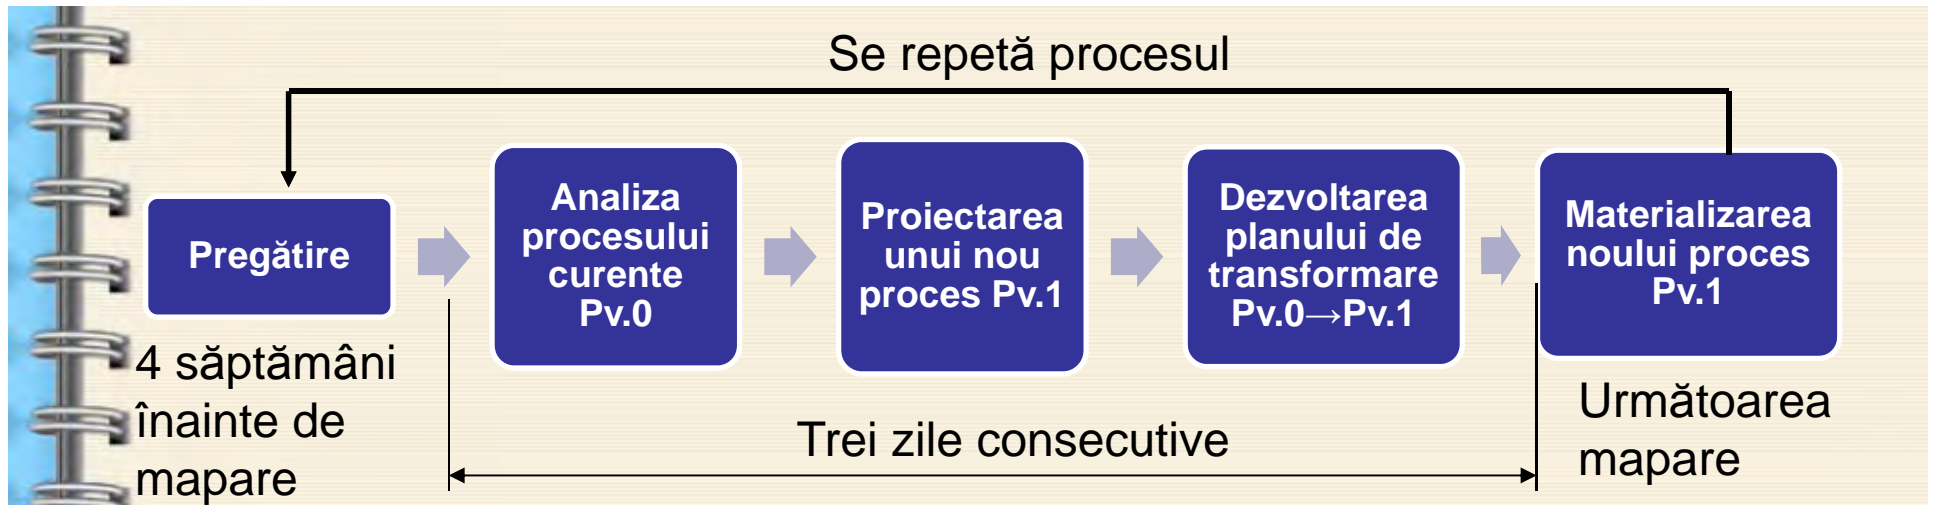 Se repetă procesul
Pregătire
Analiza
procesului
curente
Pv.0
Proiectarea
unui nou
proces Pv.1
Dezvoltarea
planului de
transformare
Pv.0→Pv.1
Materializarea
noului proces
Pv.1
4 săptămâni
înainte de
mapare
Trei zile consecutive
Următoarea
mapare